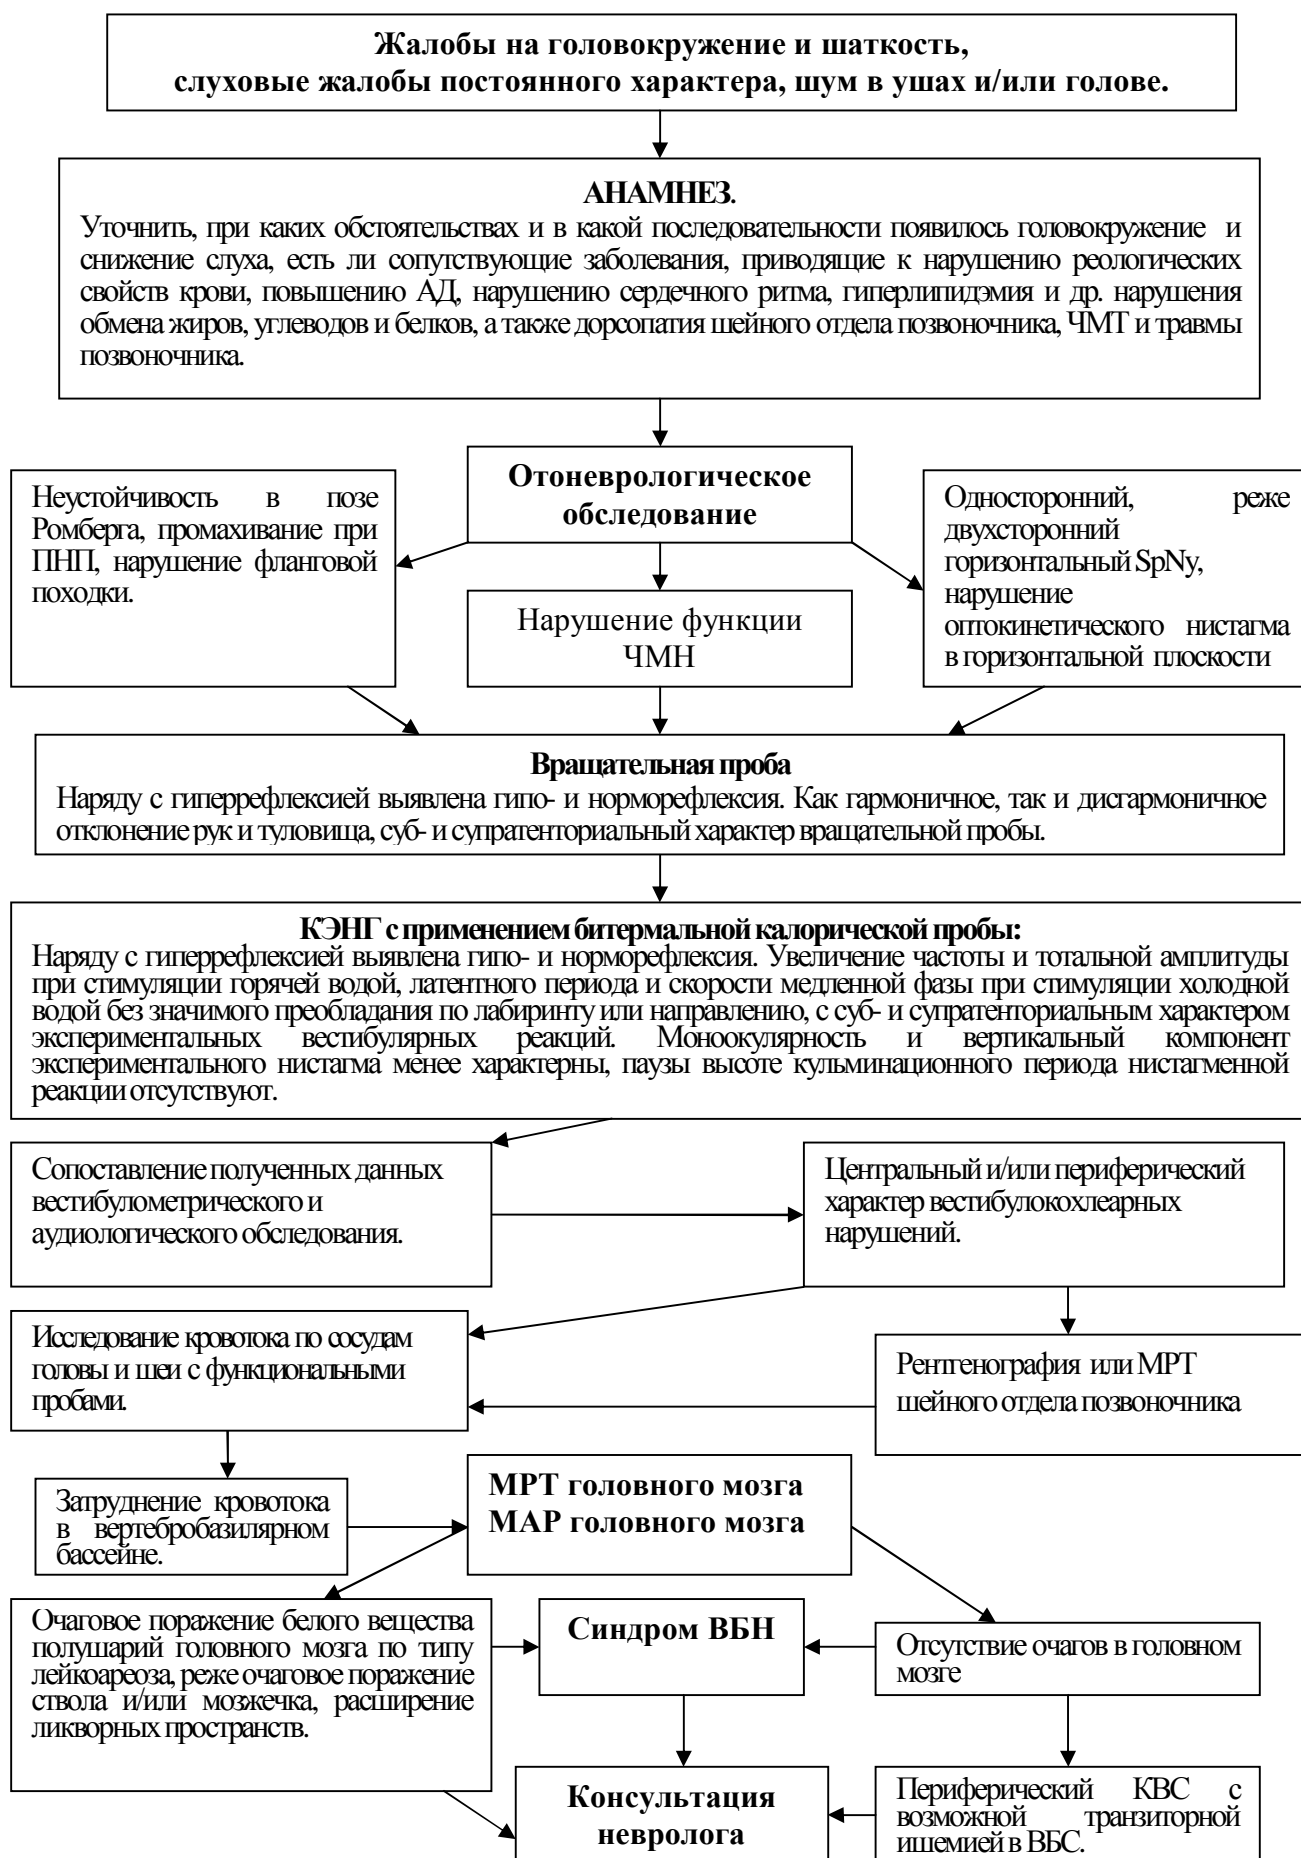 Жалобы на головокружение и шаткость,
слуховые жалобы постоянного характера, шум в ушах и/или голове.
АНАМНЕЗ.
Уточнить, при каких обстоятельствах и в какой последовательности появилось головокружение и
снижение слуха, есть ли сопутствующие заболевания, приводящие к нарушению реологических
свойств крови, повышению АД, нарушению сердечного ритма, гиперлипидэмия и др. нарушения
обмена жиров, углеводов и белков, а также дорсопатия шейного отдела позвоночника, ЧМТ и травмы
позвоночника.
Отоневрологическое
обследование
Неустойчивость в позе
Ромберга, промахивание при
ПНП, нарушение фланговой
походки.
Нарушение функции
ЧМН
Односторонний, реже
двухсторонний
горизонтальный SpNy,
нарушение
оптокинетического нистагма
в горизонтальной плоскости
Вращательная проба
Наряду с гиперрефлексией выявлена гипо- и норморефлексия. Как гармоничное, так и дисгармоничное
отклонение рук и туловища, суб- и супратенториальный характер вращательной пробы.
КЭНГ с применением битермальной калорической пробы:
Наряду с гиперрефлексией выявлена гипо- и норморефлексия. Увеличение частоты и тотальной амплитуды
при стимуляции горячей водой, латентного периода и скорости медленной фазы при стимуляции холодной
водой без значимого преобладания по лабиринту или направлению, с суб- и супратенториальным характером
экспериментальных вестибулярных реакций. Моноокулярность и вертикальный компонент
экспериментального нистагма менее характерны, паузы высоте кульминационного периода нистагменной
реакции отсутствуют.
Сопоставление полученных данных
вестибулометрического и
аудиологического обследования.
Центральный и/или периферический
характер вестибулокохлеарных
нарушений.
Исследование кровотока по сосудам
головы и шеи с функциональными
пробами.
Рентгенография или МРТ
шейного отдела позвоночника
Затруднение кровотока
в вертебробазилярном
бассейне.
МРТ головного мозга
МАР головного мозга
Очаговое поражение белого вещества
полушарий головного мозга по типу
лейкоареоза, реже очаговое поражение
ствола и/или мозжечка, расширение
ликворных пространств.
Синдром ВБН
Отсутствие очагов в головном
мозге
Консультация
невролога
Периферический КВС с
возможной транзиторной
ишемией в ВБС.